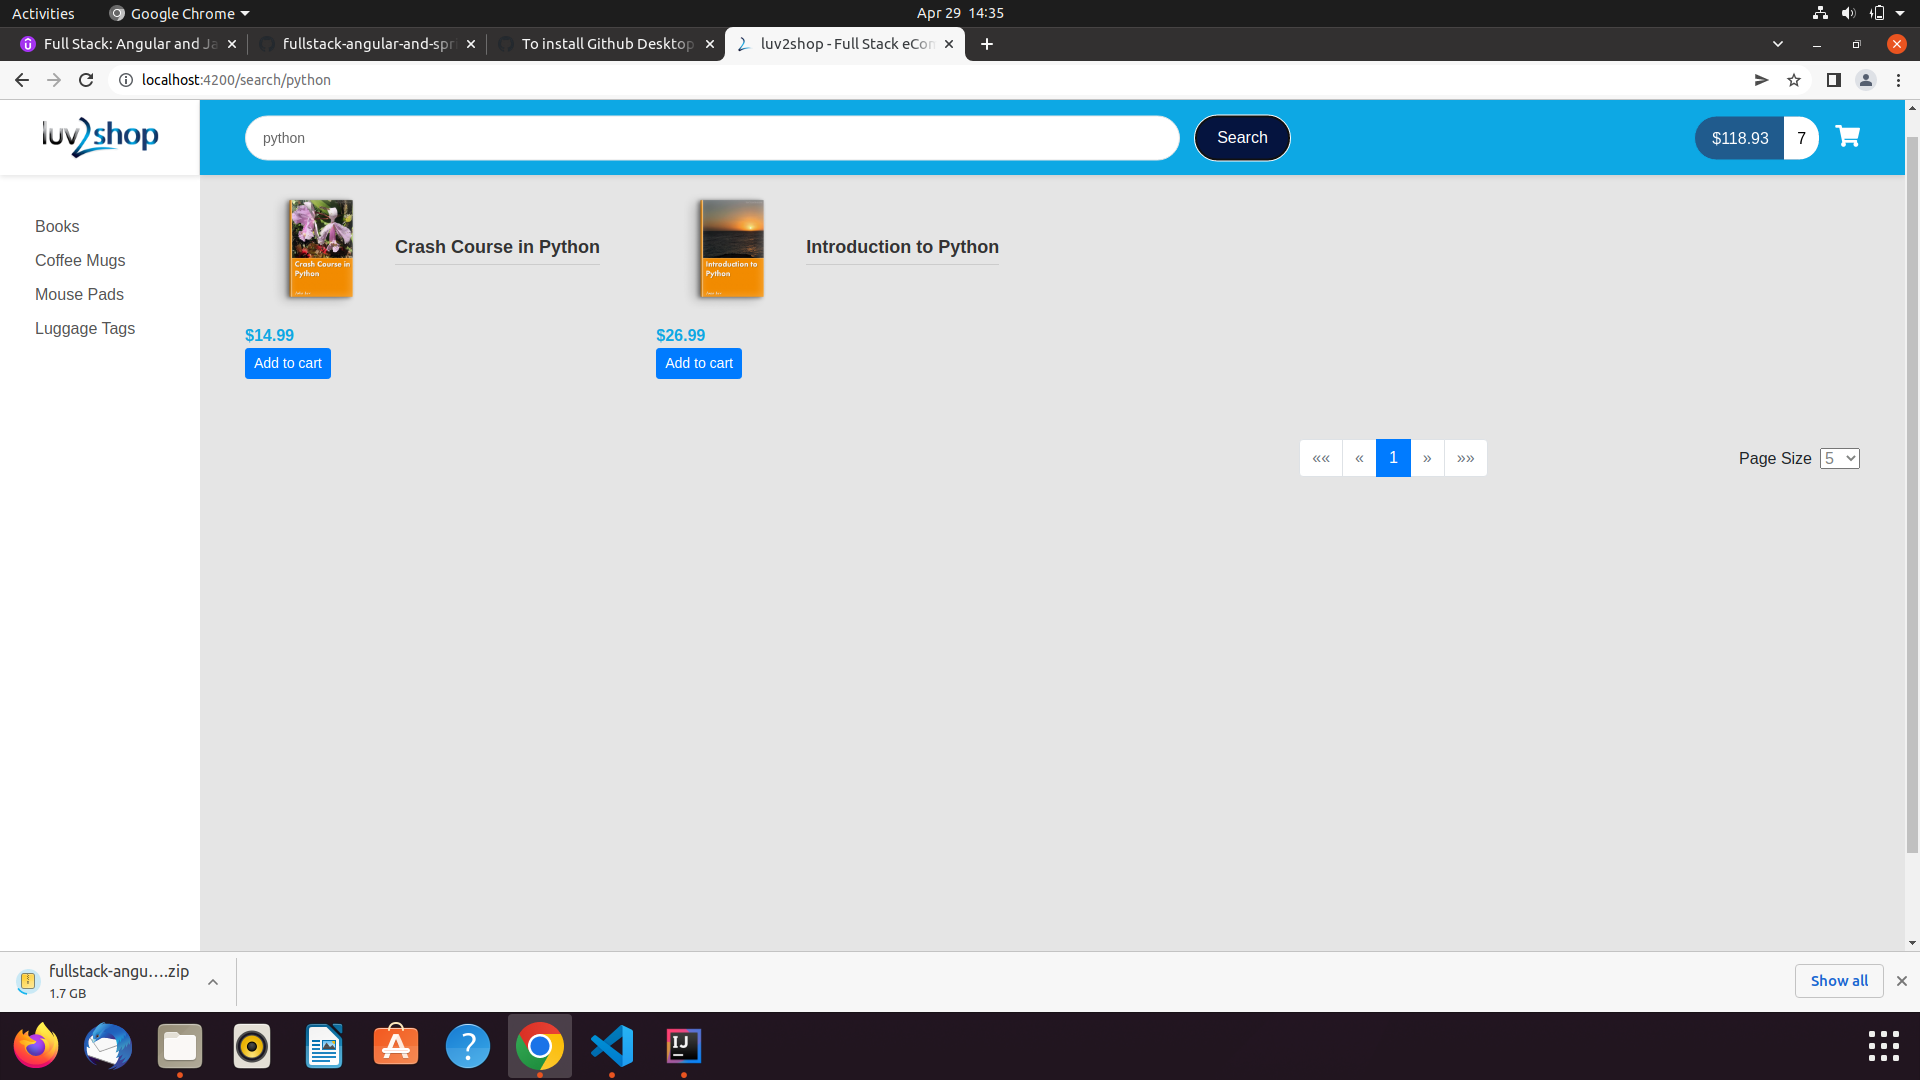 Activities
Google Chrome
Apr 29 14:35
Full Stack: Angular and Ja
fullstack-angular-and-spri
To install Github Desktop
luv2shop - Full Stack eCom
localhost:4200/search/python
luv2shop
python
Search
$118.93
7
Books
Coffee Mugs
Mouse Pads
Luggage Tags
Crash Course in Python
Crash Course in Python
$14.99
Add to cart
Introduction to Python
Introduction to Python
$26.99
Add to cart
«« « 1 » »»
Page Size 5
fullstack-angu....zip
1.7 GB
Show all
IJ